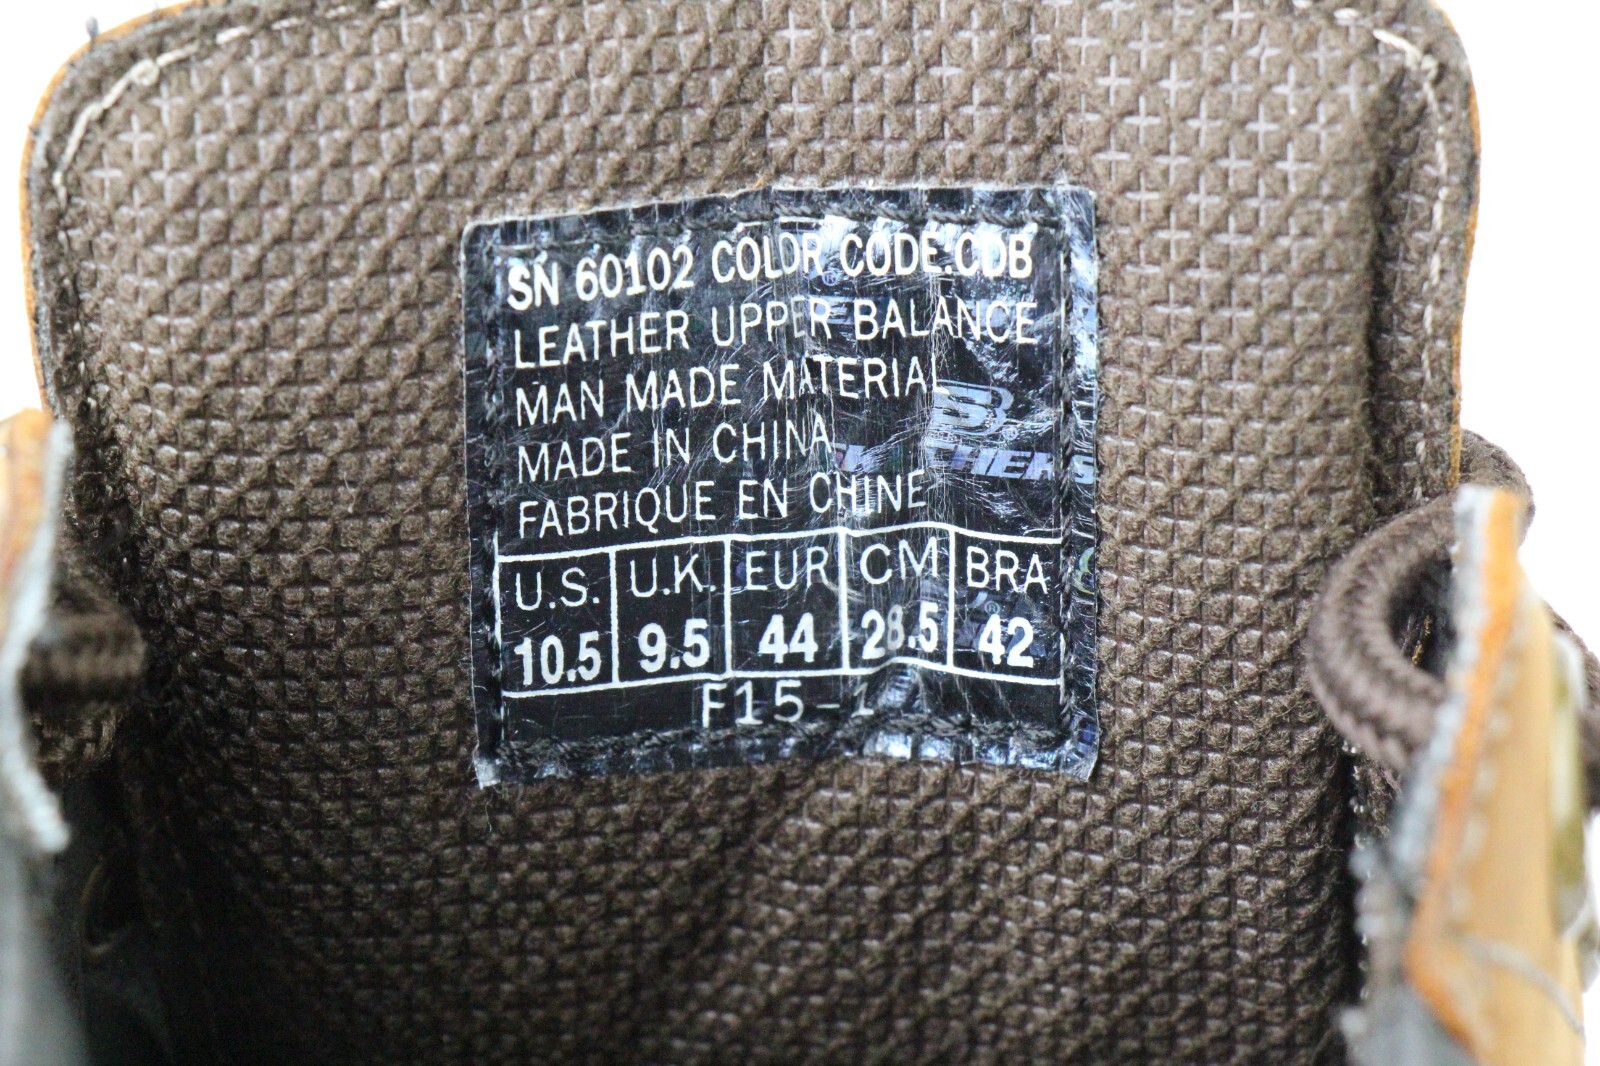 SN 60102 COLOR CODE.CDB
LEATHER UPPER BALANCE
MAN MADE MATERIAL
MADE IN CHINA
FABRIQUE EN CHINE
U.S. U.K. EUR CM BRA
10.5 9.5 44 28.5 42
F15-1